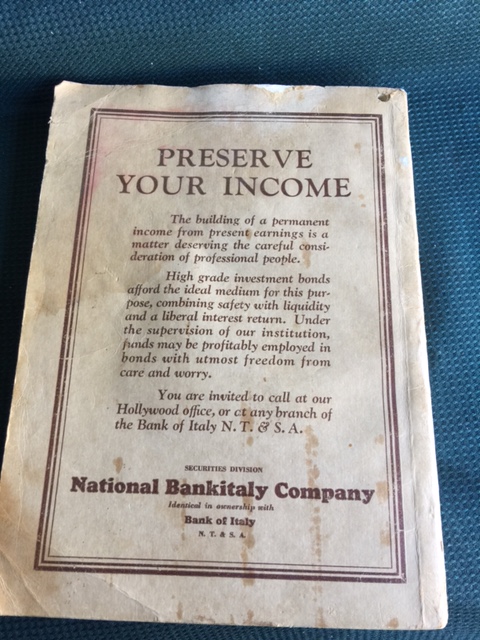 PRESERVE
YOUR INCOME
The building of a permanent
income from present earnings is a
matter deserving the careful consi-
deration of professional people.
High grade investment bonds
afford the ideal medium for this pur-
pose, combining safety with liquidity
and a liberal interest return. Under
the supervision of our institution,
funds may be profitably employed in
bonds with utmost freedom from
care and worry.
You are invited to call at our
Hollywood office, or at any branch of
the Bank of Italy N. T. & S. A.
SECURITIES DIVISION
National Bankitaly Company
Identical in ownership with
Bank of Italy
N. T. & S. A.